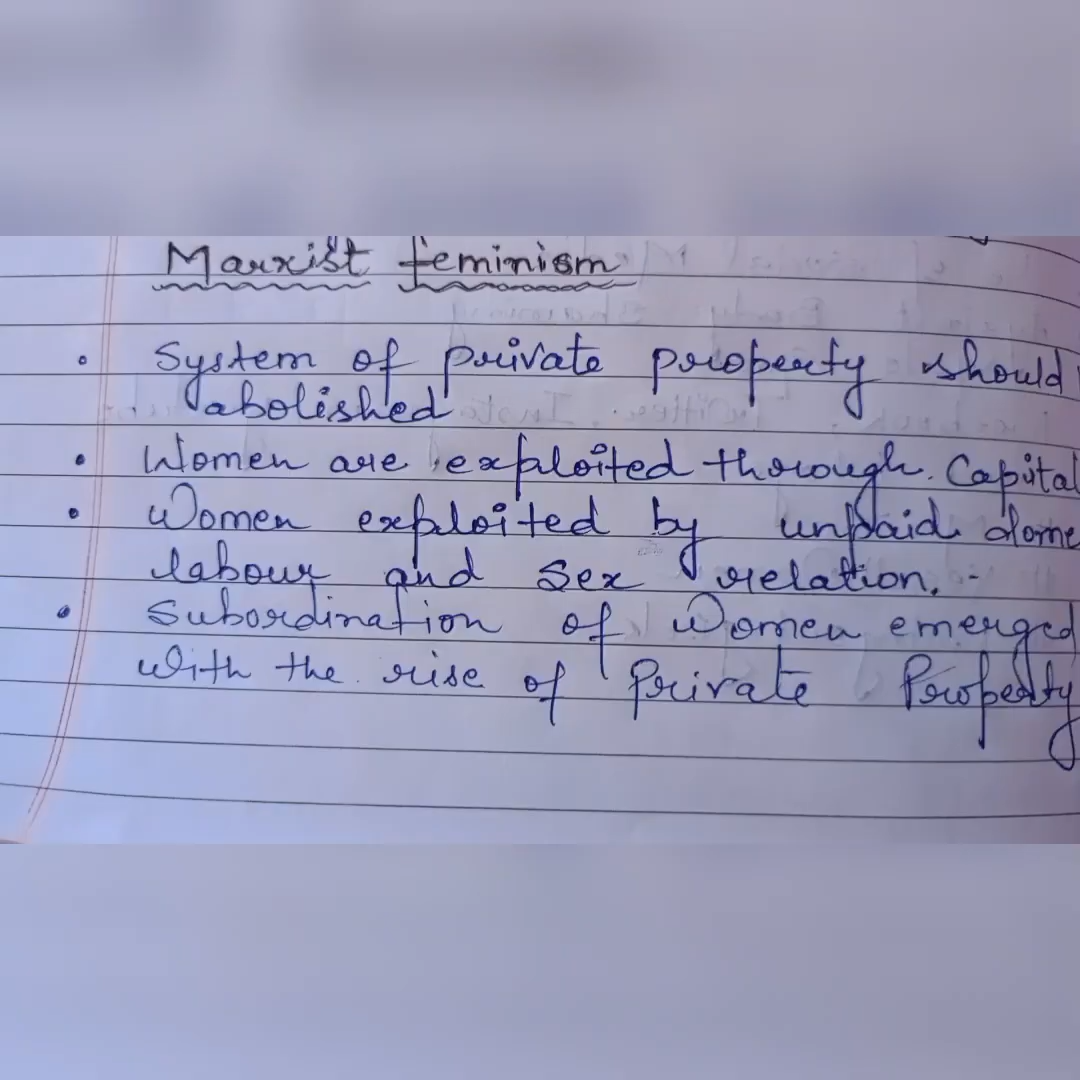 Marxist feminism
• System of private property should
abolished
• Women are exploited through. Capital
• Women exploited by unpaid dome
labour and Sex relation. -
• Subordination of Women emerged
with the rise of Private Property